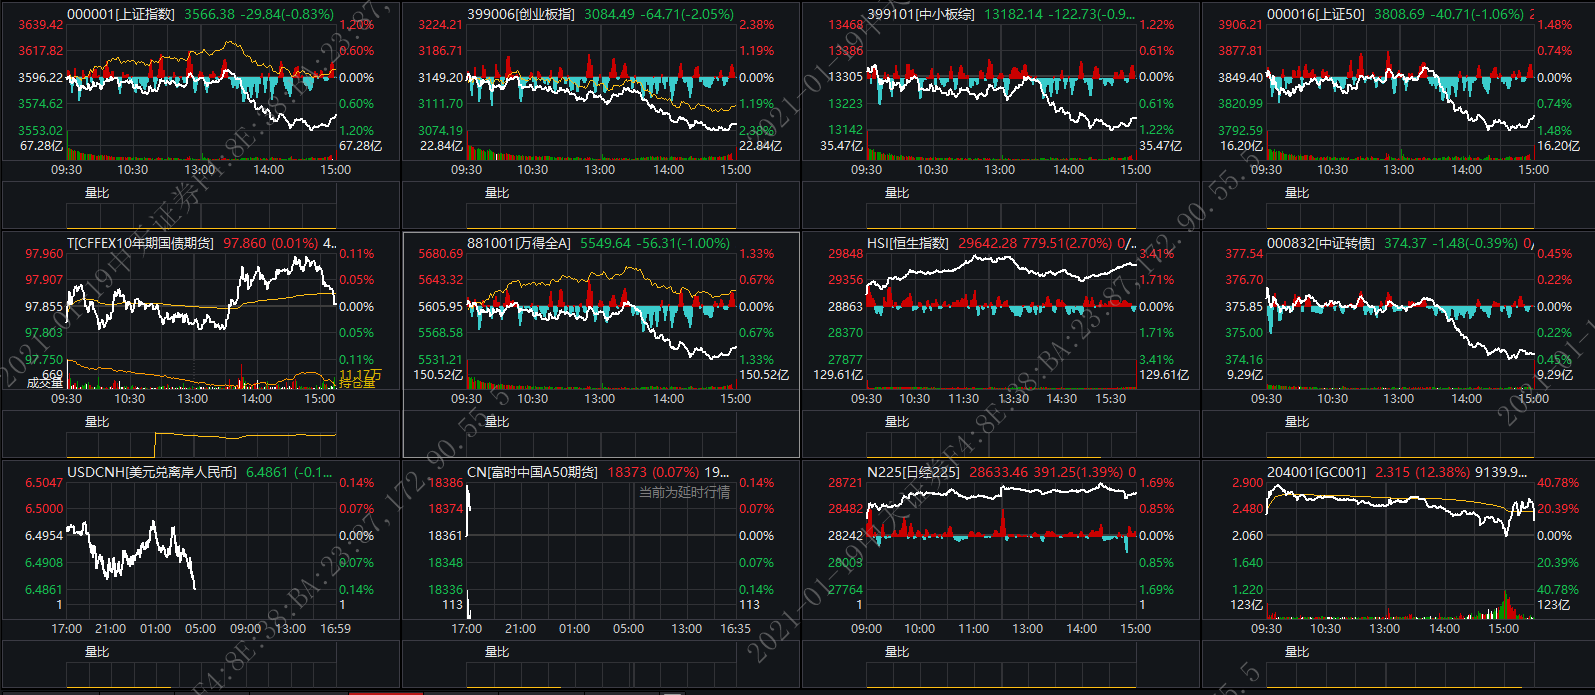 000001[上证指数] 3566.38 -29.84(-0.83%)
3639.42 1.20%
3617.82 0.60%
3596.22 0.00%
3574.62 0.60%
3553.02 1.20%
67.28亿 67.28亿
09:30 10:30 13:00 14:00 15:00
量比
399006[创业板指] 3084.49 -64.71(-2.05%)
3224.21 2.38%
3186.71 1.19%
3149.20 0.00%
3111.70 1.19%
3074.19 2.38%
22.84亿 22.84亿
09:30 10:30 13:00 14:00 15:00
量比
399101[中小板综] 13182.14 -122.73(-0.9...
13468 1.22%
13386 0.61%
13305 0.00%
13223 0.61%
13142 1.22%
35.47亿 35.47亿
09:30 10:30 13:00 14:00 15:00
量比
000016[上证50] 3808.69 -40.71(-1.06%)
3906.21 1.48%
3877.81 0.74%
3849.40 0.00%
3820.99 0.74%
3792.59 1.48%
16.20亿 16.20亿
09:30 10:30 13:00 14:00 15:00
量比
T[CFFEX10年期国债期货] 97.860 (0.01%) 4..
97.960 0.11%
97.907 0.05%
97.855 0.00%
97.803 0.05%
97.750 0.11%
669 11.17万
成交量 持仓量
09:30 10:30 13:00 14:00 15:00
量比
881001[万得全A] 5549.64 -56.31(-1.00%)
5680.69 1.33%
5643.32 0.67%
5605.95 0.00%
5568.58 0.67%
5531.21 1.33%
150.52亿 150.52亿
09:30 10:30 13:00 14:00 15:00
量比
HSI[恒生指数] 29642.28 779.51(2.70%) 0/..
29848 3.41%
29356 1.71%
28863 0.00%
28370 1.71%
27877 3.41%
129.61亿 129.61亿
09:30 10:30 11:30 13:30 14:30 15:30
量比
000832[中证转债] 374.37 -1.48(-0.39%) 0/
377.54 0.45%
376.70 0.22%
375.85 0.00%
375.00 0.22%
374.16 0.45%
9.29亿 9.29亿
09:30 10:30 13:00 14:00 15:00
量比
USDCNH[美元兑离岸人民币] 6.4861 (-0.1...
6.5047 0.14%
6.5000 0.07%
6.4954 0.00%
6.4908 0.07%
6.4861 0.14%
1 1
17:00 21:00 01:00 05:00 09:00 13:00 16:59
量比
CN[富时中国A50期货] 18373 (0.07%) 19...
当前为延时行情
18386 0.14%
18374 0.07%
18361 0.00%
18348 0.07%
18336 0.14%
113 113
17:00 21:00 01:00 05:00 13:00 16:35
量比
N225[日经225] 28633.46 391.25(1.39%) 0
28721 1.69%
28482 0.85%
28242 0.00%
28003 0.85%
27764 1.69%
1 1
09:00 10:00 11:00 13:00 14:00 15:00
量比
204001[GC001] 2.315 (12.38%) 9139.9...
2.900 40.78%
2.480 20.39%
2.060 0.00%
1.640 20.39%
1.220 40.78%
123亿 123亿
09:30 10:30 13:00 14:00 15:00
量比